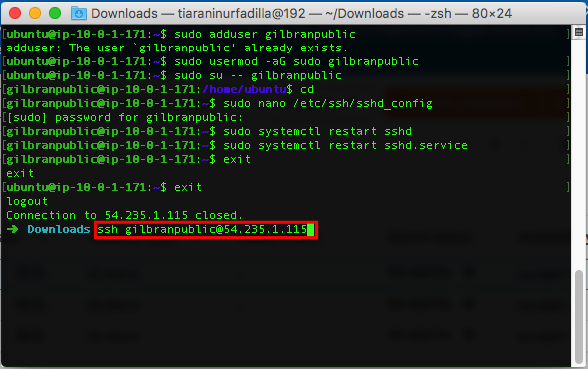 Downloads — tiaraninurfadilla@192 — ~/Downloads — -zsh — 80×24
[ubuntu@ip-10-0-1-171:~$ sudo adduser gilbranpublic
adduser: The user `gilbranpublic' already exists.
[ubuntu@ip-10-0-1-171:~$ sudo usermod -aG sudo gilbranpublic
[ubuntu@ip-10-0-1-171:~$ sudo su -- gilbranpublic
[gilbranpublic@ip-10-0-1-171:/home/ubuntu$ cd
[gilbranpublic@ip-10-0-1-171:~$ sudo nano /etc/ssh/sshd_config
[[sudo] password for gilbranpublic:
[gilbranpublic@ip-10-0-1-171:~$ sudo systemctl restart sshd
[gilbranpublic@ip-10-0-1-171:~$ sudo systemctl restart sshd.service
[gilbranpublic@ip-10-0-1-171:~$ exit
exit
[ubuntu@ip-10-0-1-171:~$ exit
logout
Connection to 54.235.1.115 closed.
➜ Downloads ssh gilbranpublic@54.235.1.115